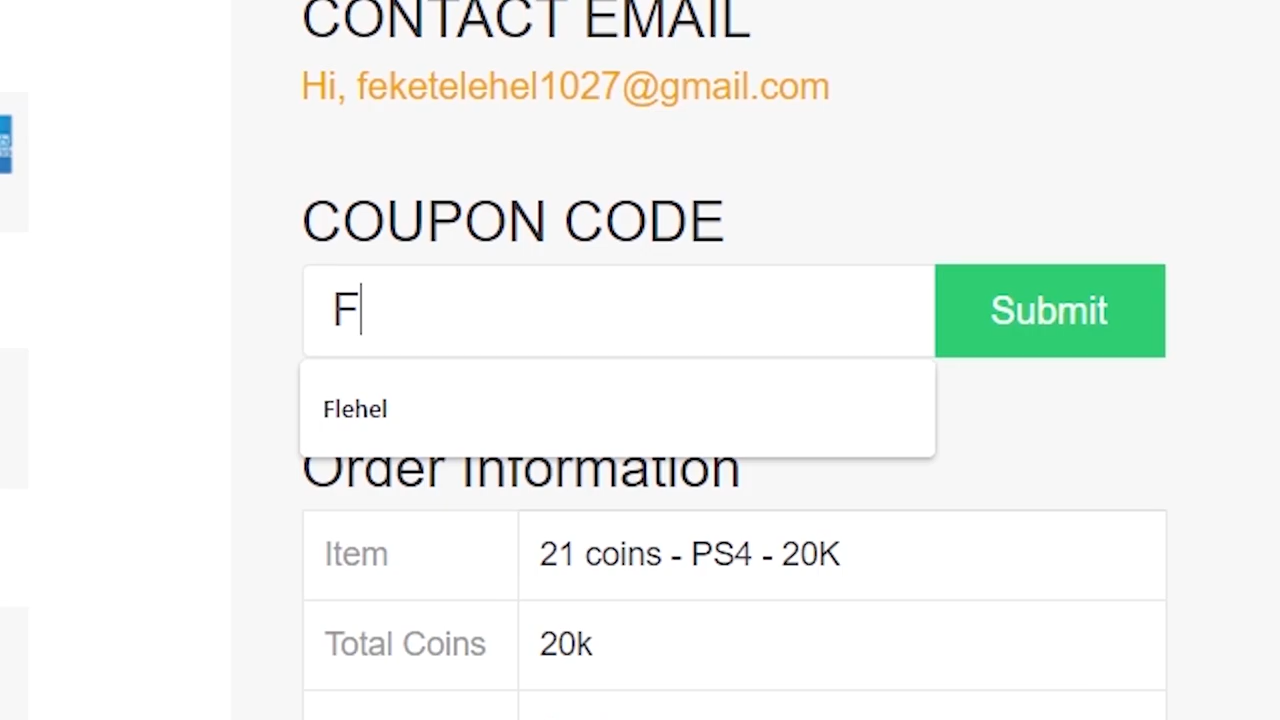 CONTACT EMAIL
Hi, feketelehel1027@gmail.com
COUPON CODE
F
Submit
Flehel
Order Information
Item 21 coins - PS4 - 20K
Total Coins 20k